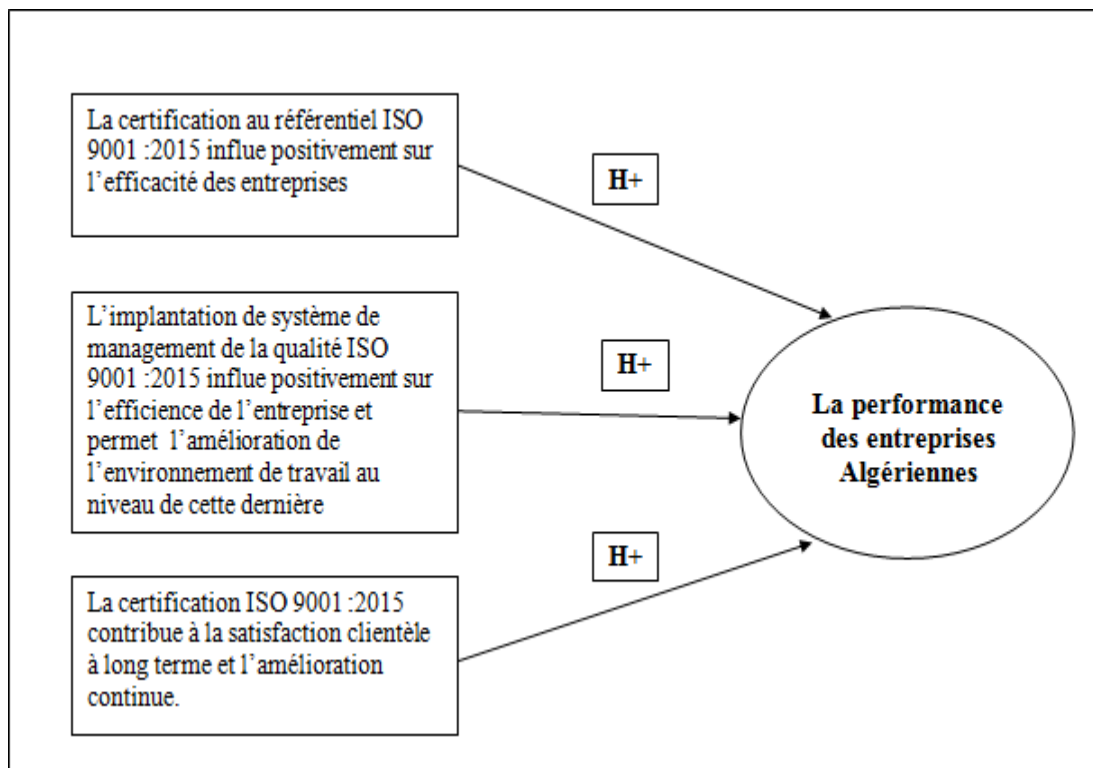 La certification au référentiel ISO
9001 :2015 influe positivement sur
l’efficacité des entreprises
H+
L’implantation de système de
management de la qualité ISO
9001 :2015 influe positivement sur
l’efficience de l’entreprise et
permet l’amélioration de
l’environnement de travail au
niveau de cette dernière
H+
La performance
des entreprises
Algériennes
H+
La certification ISO 9001 :2015
contribue à la satisfaction clientèle
à long terme et l’amélioration
continue.